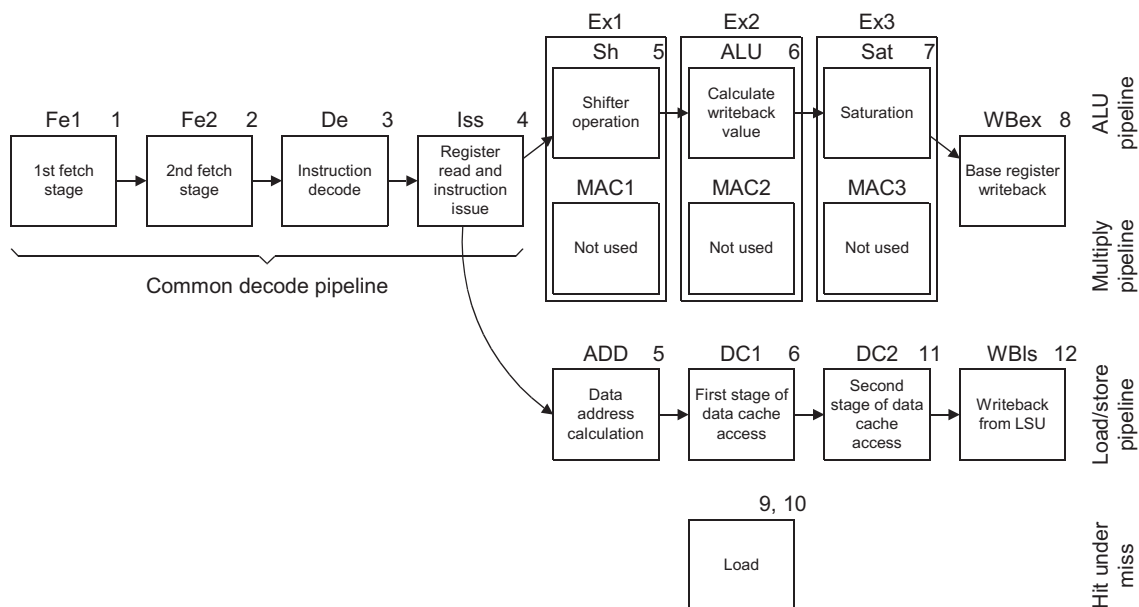 Ex1 Ex2 Ex3
Sh 5 ALU 6 Sat 7
Shifter
operation
Calculate
writeback
value
Saturation
ALU
pipeline
Fe1 1 Fe2 2 De 3 Iss 4
WBex 8
1st fetch
stage
2nd fetch
stage
Instruction
decode
Register
read and
instruction
issue
Base register
writeback
MAC1 MAC2 MAC3
Not used Not used Not used
Multiply
pipeline
Common decode pipeline
ADD 5 DC1 6 DC2 11 WBls 12
Data
address
calculation
First stage of
data cache
access
Second
stage of data
cache
access
Writeback
from LSU
Load/store
pipeline
9, 10
Load
Hit under
miss